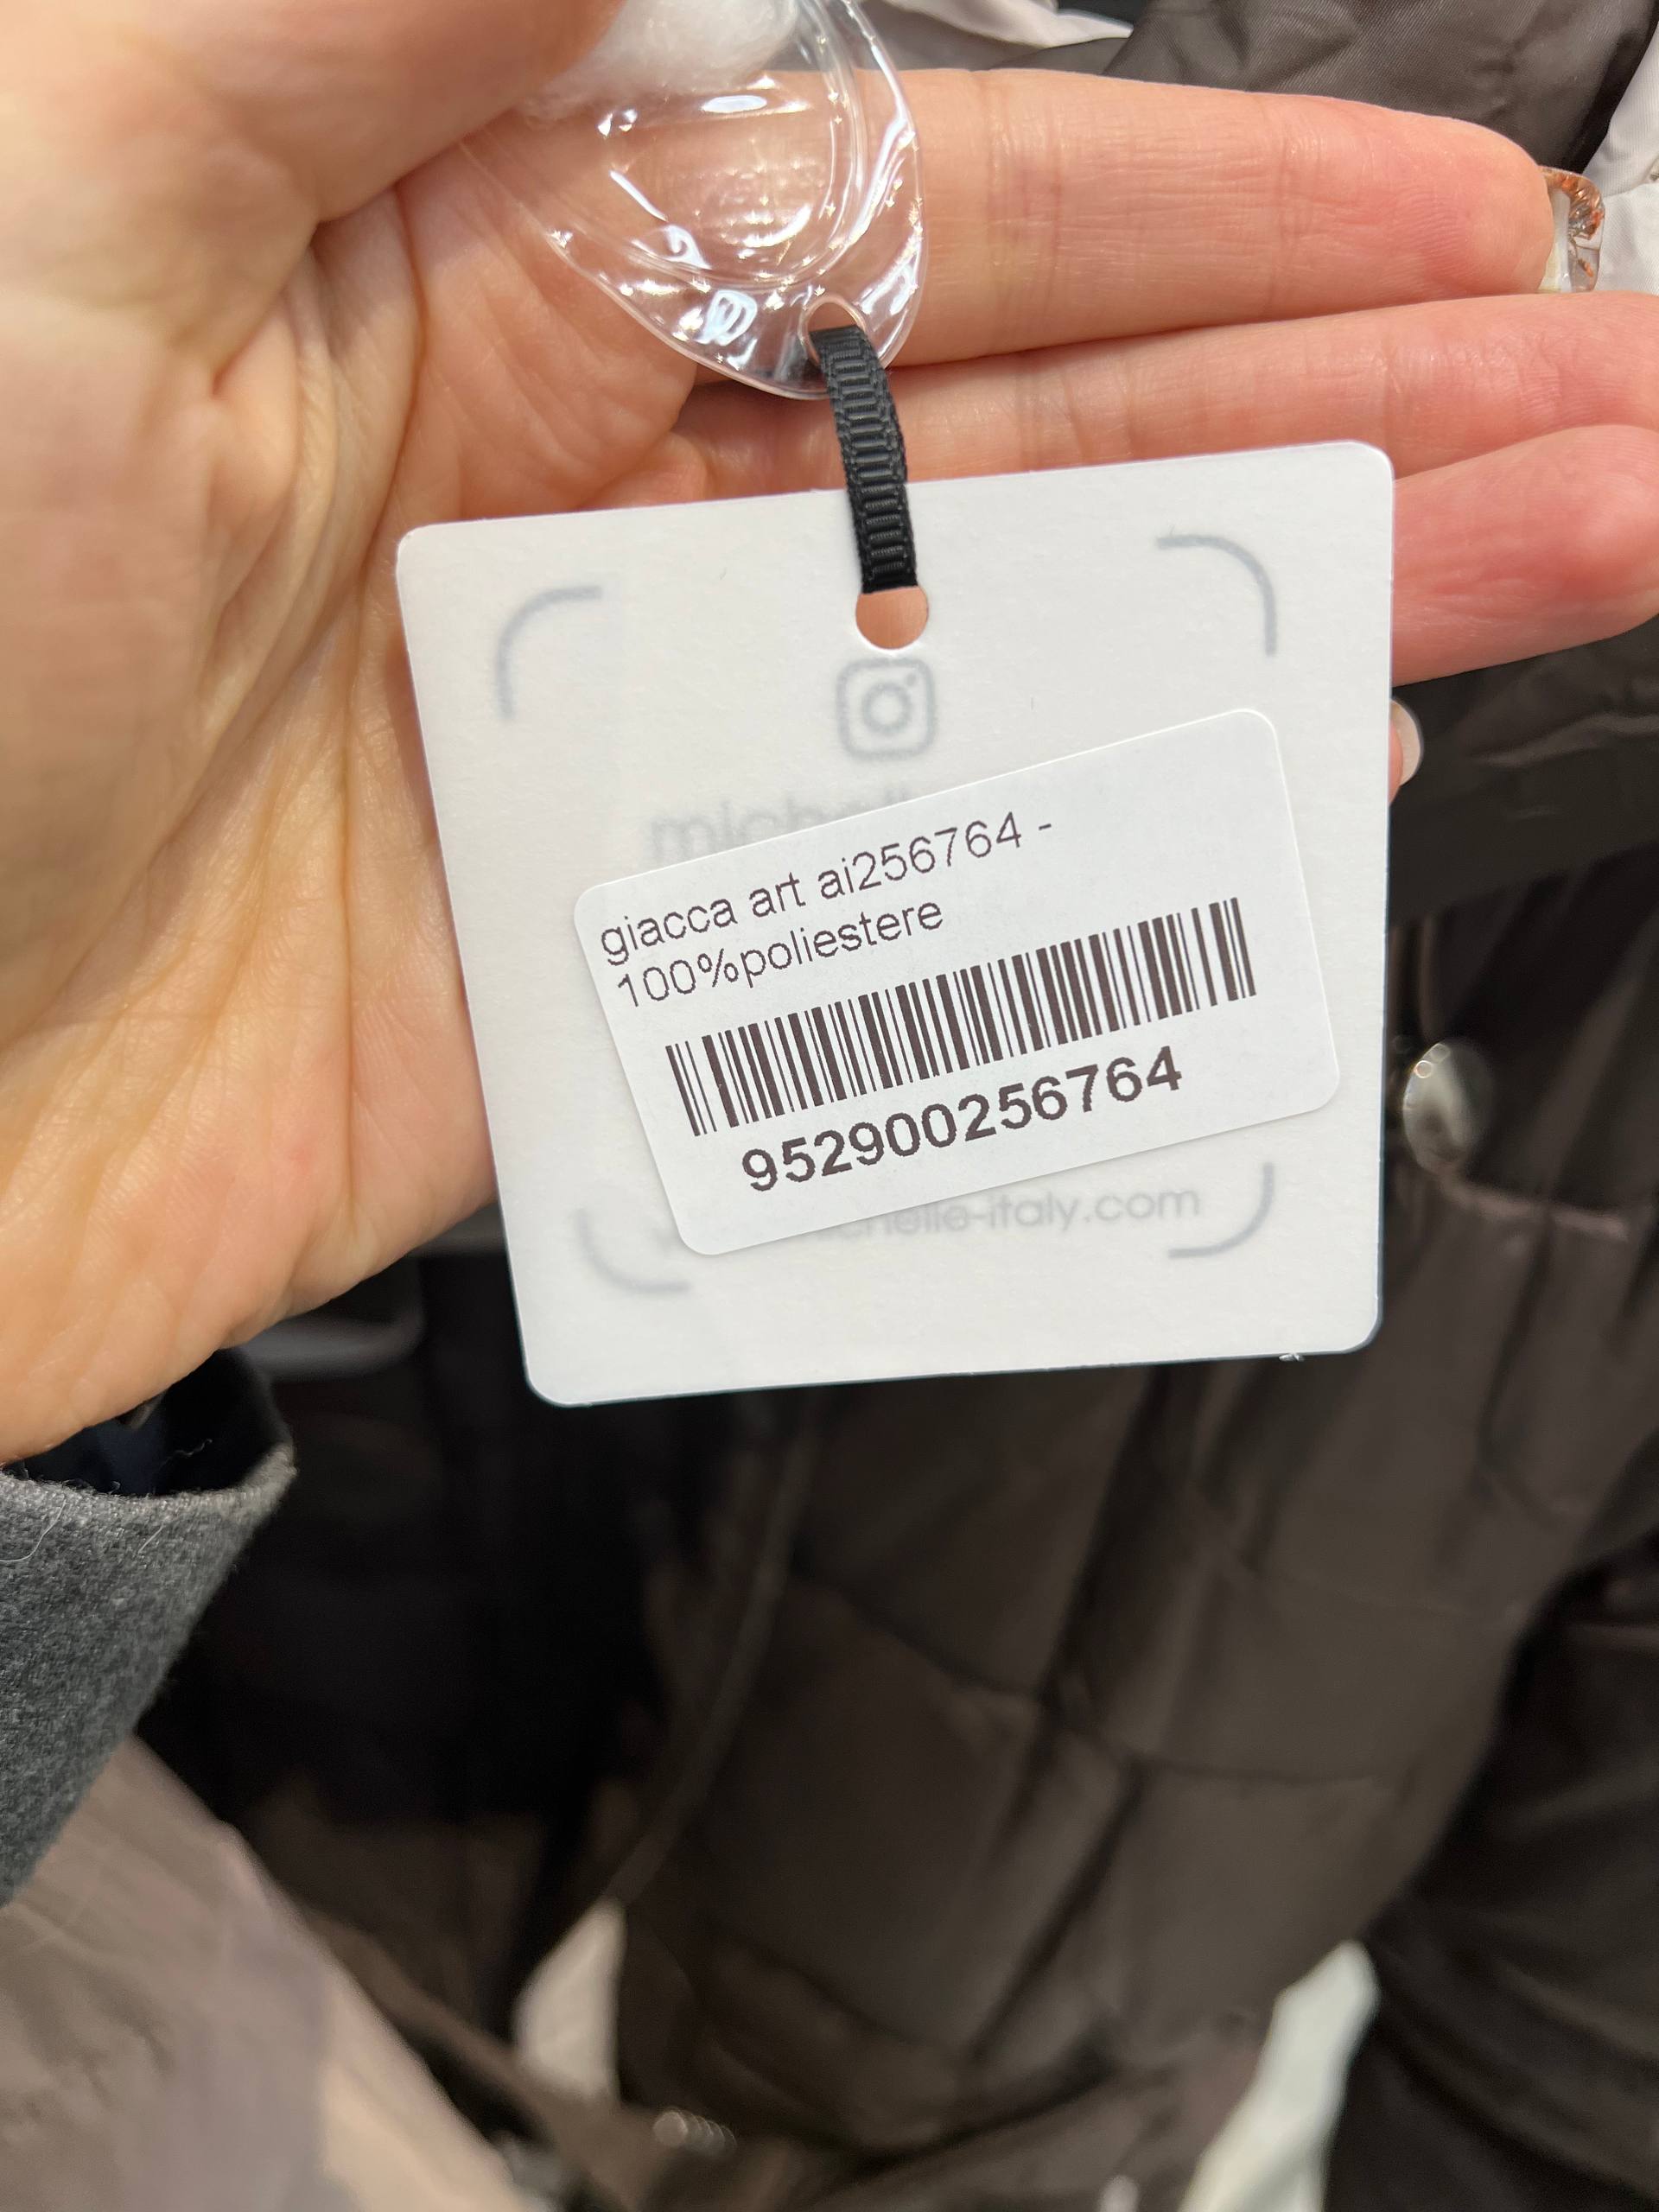 giacca art ai256764 -
100%poliestere
952900256764